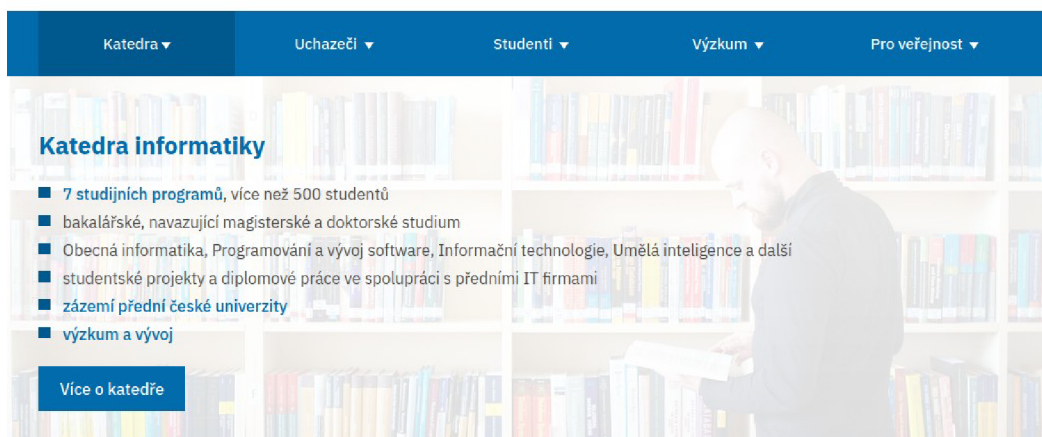 Katedra Uchazeči Studenti Výzkum Pro veřejnost
Katedra informatiky
7 studijních programů, více než 500 studentů
bakalářské, navazující magisterské a doktorské studium
Obecná informatika, Programování a vývoj software, Informační technologie, Umělá inteligence a další
studentské projekty a diplomové práce ve spolupráci s předními IT firmami
zázemí přední české univerzity
výzkum a vývoj
Více o katedře